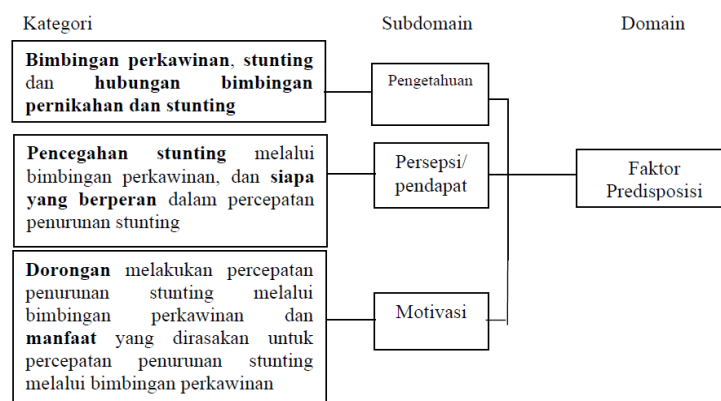 Kategori Subdomain Domain
Bimbingan perkawinan, stunting
dan hubungan bimbingan
pernikahan dan stunting
Pengetahuan
Pencegahan stunting melalui
bimbingan perkawinan, dan siapa
yang berperan dalam percepatan
penurunan stunting
Persepsi/
pendapat
Faktor
Predisposisi
Dorongan melakukan percepatan
penurunan stunting melalui
bimbingan perkawinan dan
manfaat yang dirasakan untuk
percepatan penurunan stunting
melalui bimbingan perkawinan
Motivasi